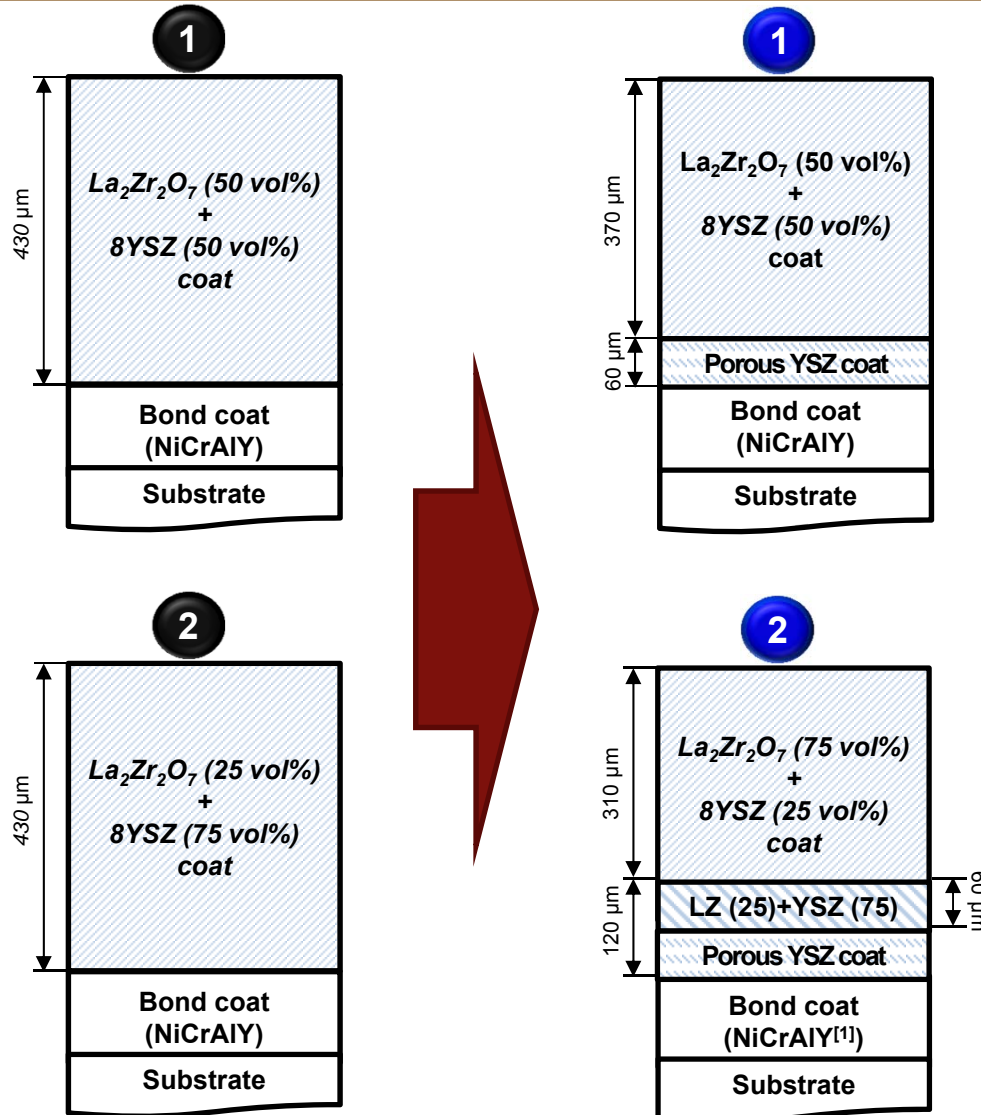 1
430 µm
La₂Zr₂O₇ (50 vol%)
+
8YSZ (50 vol%)
coat
Bond coat
(NiCrAlY)
Substrate
1
370 µm
La₂Zr₂O₇ (50 vol%)
+
8YSZ (50 vol%)
coat
60 µm
Porous YSZ coat
Bond coat
(NiCrAlY)
Substrate
2
430 µm
La₂Zr₂O₇ (25 vol%)
+
8YSZ (75 vol%)
coat
Bond coat
(NiCrAlY)
Substrate
2
310 µm
La₂Zr₂O₇ (75 vol%)
+
8YSZ (25 vol%)
coat
120 µm
LZ (25)+YSZ (75)
60 µm
Porous YSZ coat
Bond coat
(NiCrAlY[1])
Substrate